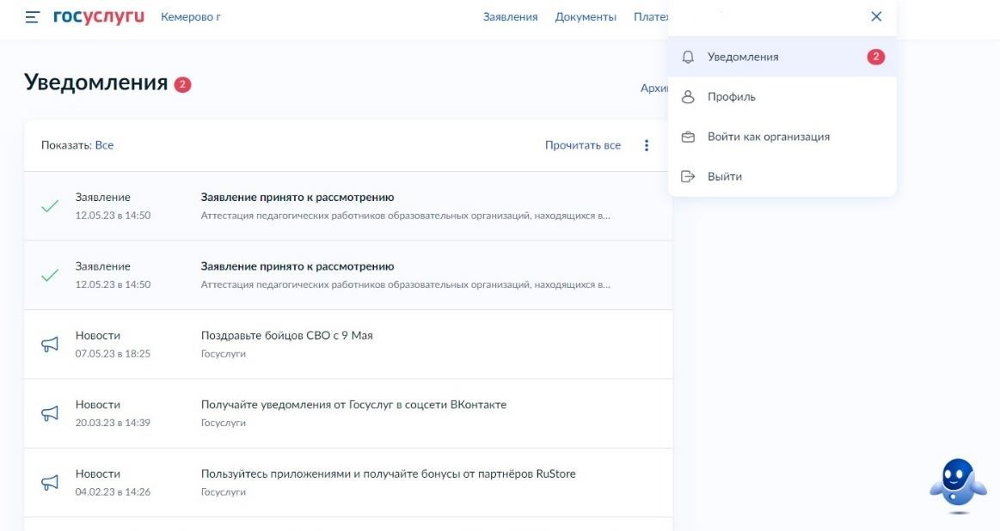 госуслуги Кемерово г Заявления Документы
Уведомления 2
Профиль
Войти как организация
Выйти
Уведомления 2
Показать: Все Прочитать все
Заявление Заявление принято к рассмотрению
12.05.23 в 14:50 Аттестация педагогических работников образовательных организаций, находящихся в...
Заявление Заявление принято к рассмотрению
12.05.23 в 14:50 Аттестация педагогических работников образовательных организаций, находящихся в...
Новости Поздравьте бойцов СВО с 9 Мая
07.05.23 в 18:25 Госуслуги
Новости Получайте уведомления от Госуслуг в соцсети ВКонтакте
20.03.23 в 14:39 Госуслуги
Новости Пользуйтесь приложениями и получайте бонусы от партнёров RuStore
04.02.23 в 14:26 Госуслуги